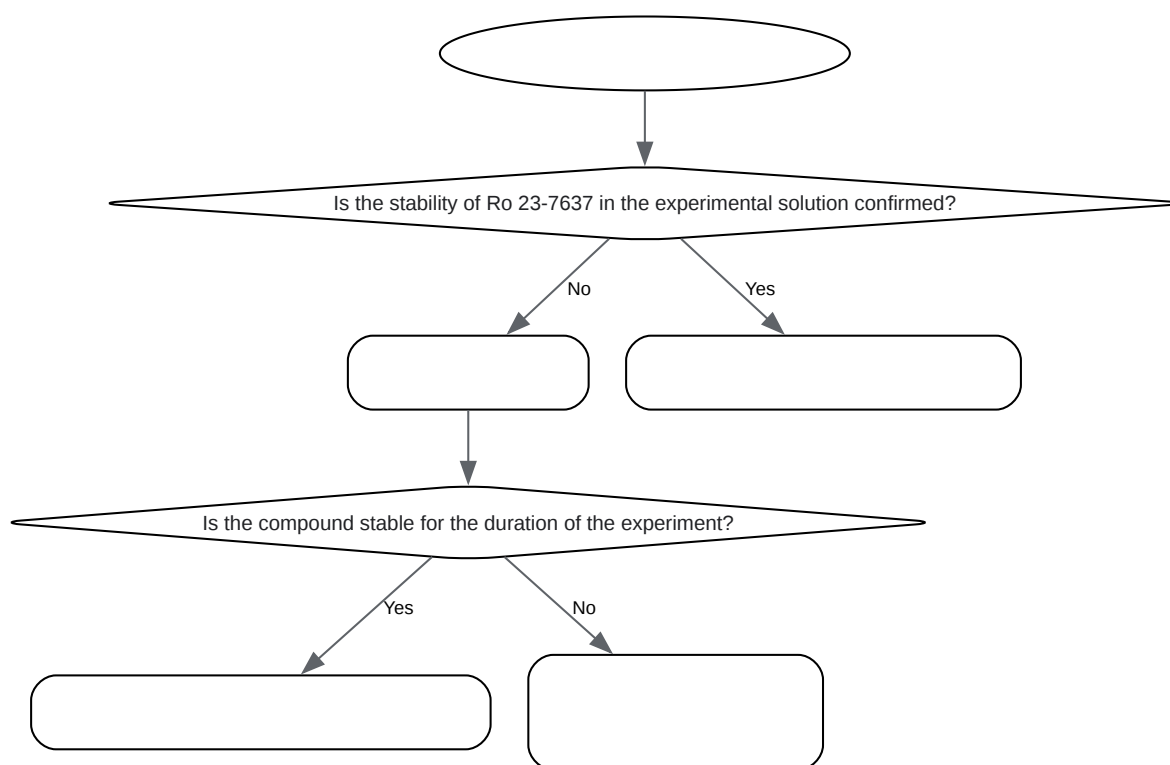 Is the stability of Ro 23-7637 in the experimental solution confirmed?
No
Yes
Is the compound stable for the duration of the experiment?
Yes
No